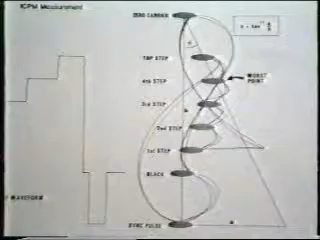 ICPM Measurement
ZERO CARRIER
TOP STEP
4th STEP
WORST
POINT
3rd STEP
2nd STEP
1st STEP
BLACK
WAVEFORM
SYNC PULSE